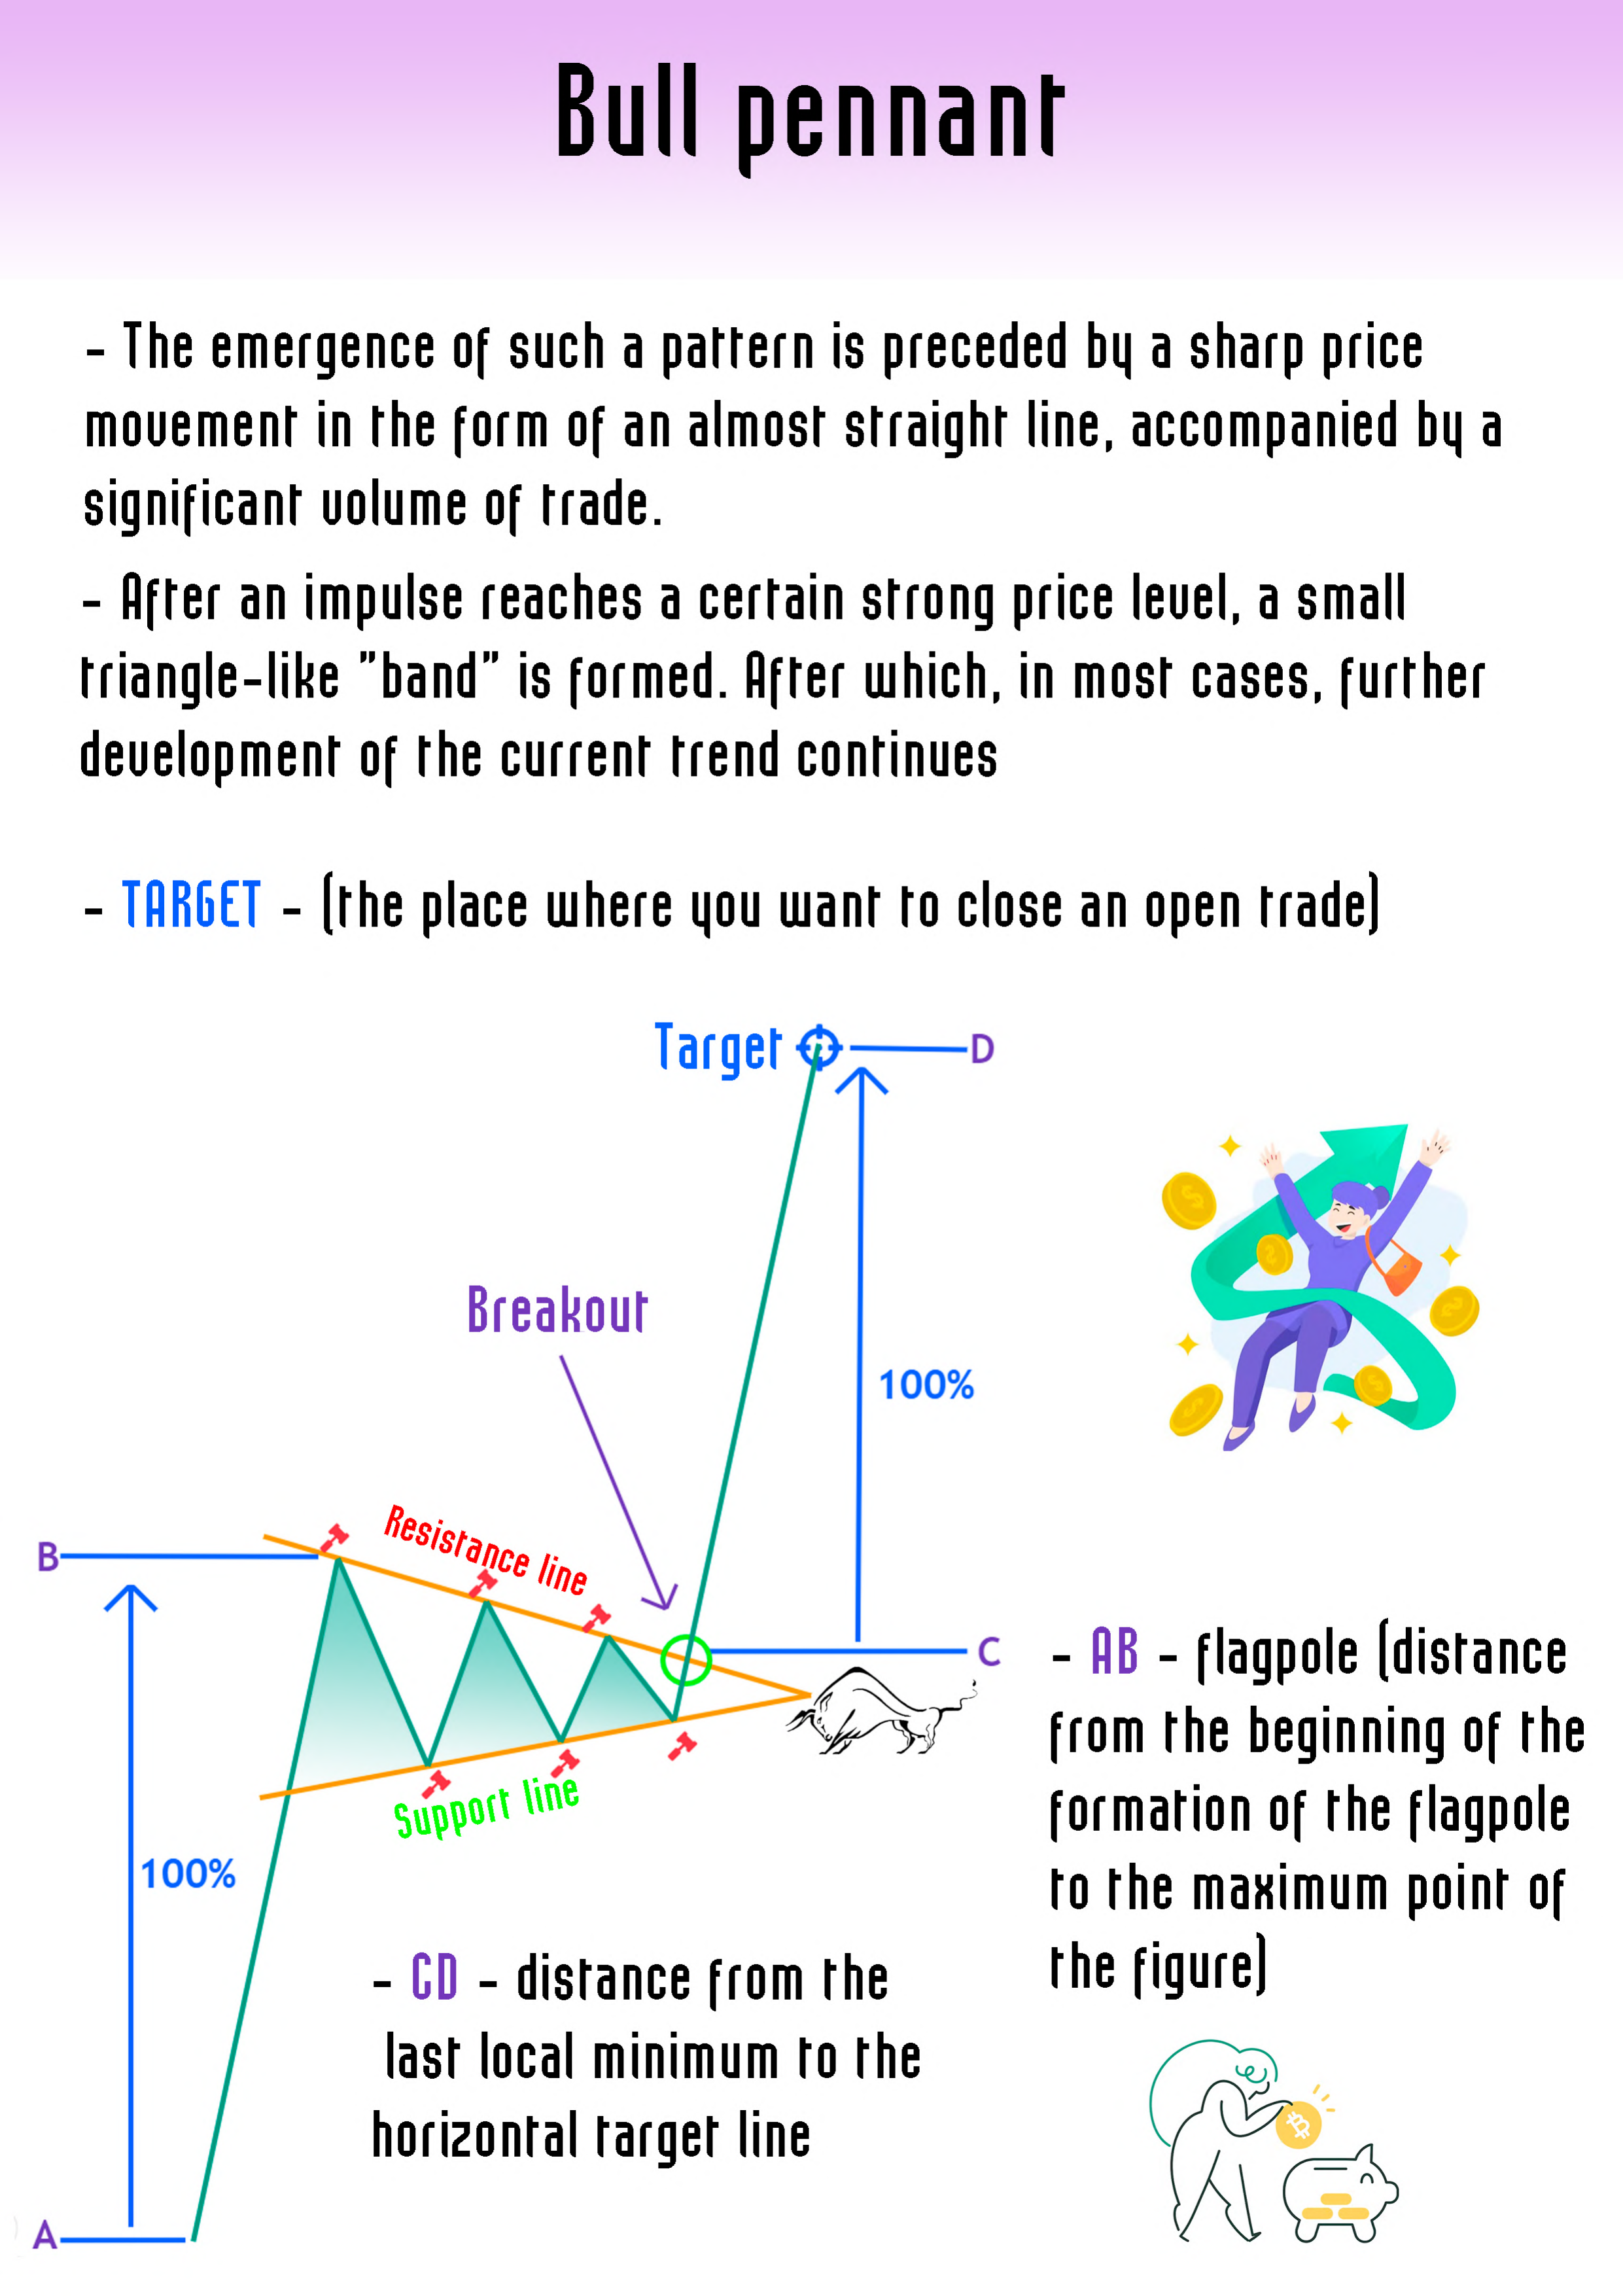 Bull pennant
- The emergence of such a pattern is preceded by a sharp price
movement in the form of an almost straight line, accompanied by a
significant volume of trade.
- After an impulse reaches a certain strong price level, a small
triangle-like "band" is formed. After which, in most cases, further
development of the current trend continues
- TARGET - (the place where you want to close an open trade)
Target
D
Breakout
100%
Resistance line
B
C
Support line
100%
- AB - flagpole (distance
from the beginning of the
formation of the flagpole
to the maximum point of
the figure)
- CD - distance from the
last local minimum to the
horizontal target line
A